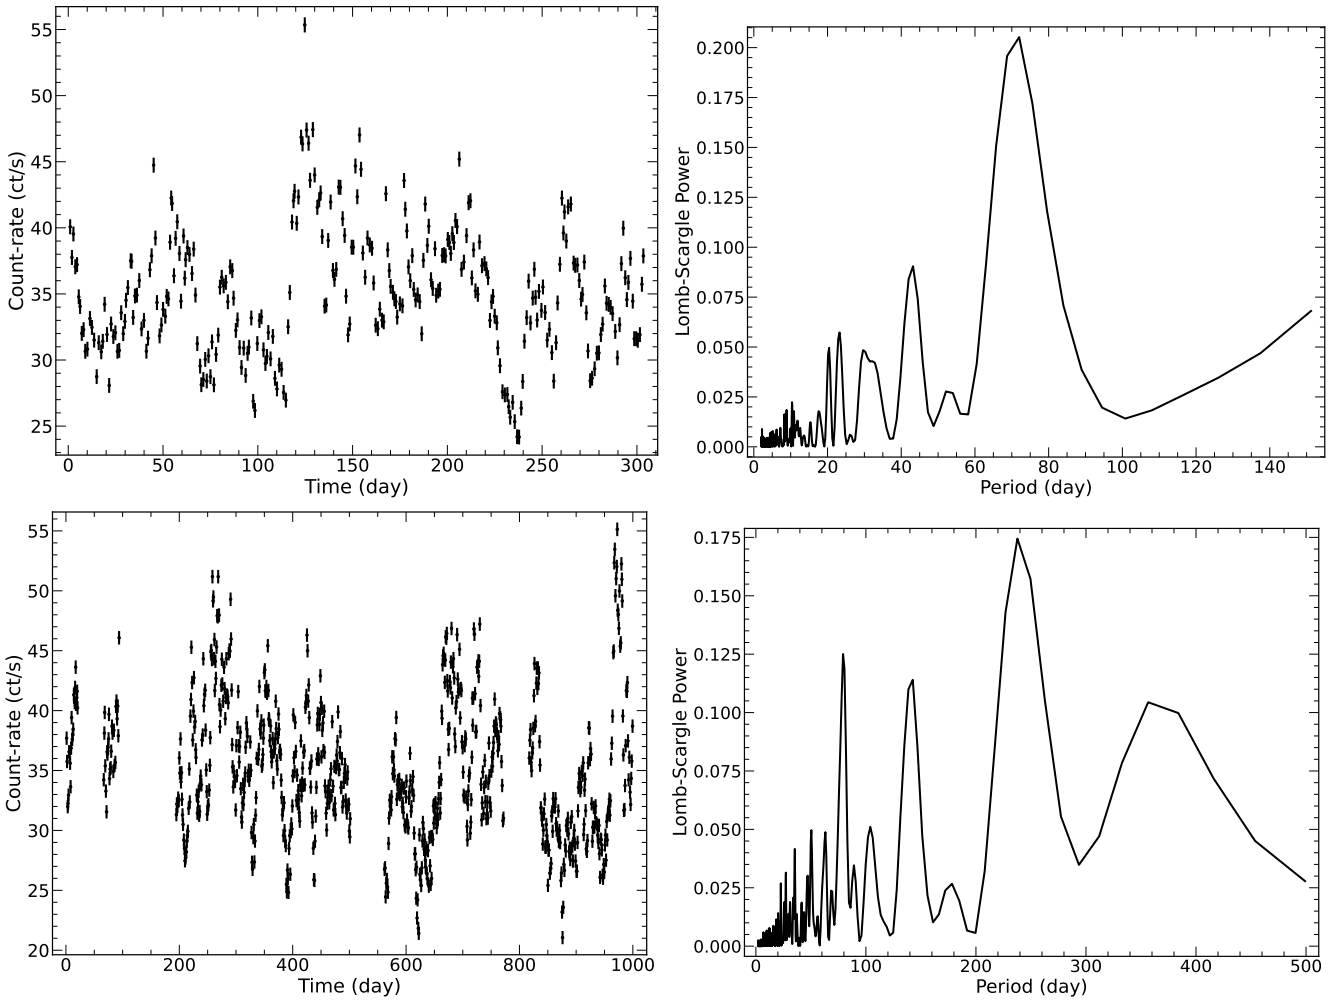 55
50
45
40
35
30
25
0 50 100 150 200 250 300
Count-rate (ct/s)
Time (day)
0.200
0.175
0.150
0.125
0.100
0.075
0.050
0.025
0.000
0 20 40 60 80 100 120 140
Lomb-Scargle Power
Period (day)
55
50
45
40
35
30
25
20
0 200 400 600 800 1000
Count-rate (ct/s)
Time (day)
0.175
0.150
0.125
0.100
0.075
0.050
0.025
0.000
0 100 200 300 400 500
Lomb-Scargle Power
Period (day)